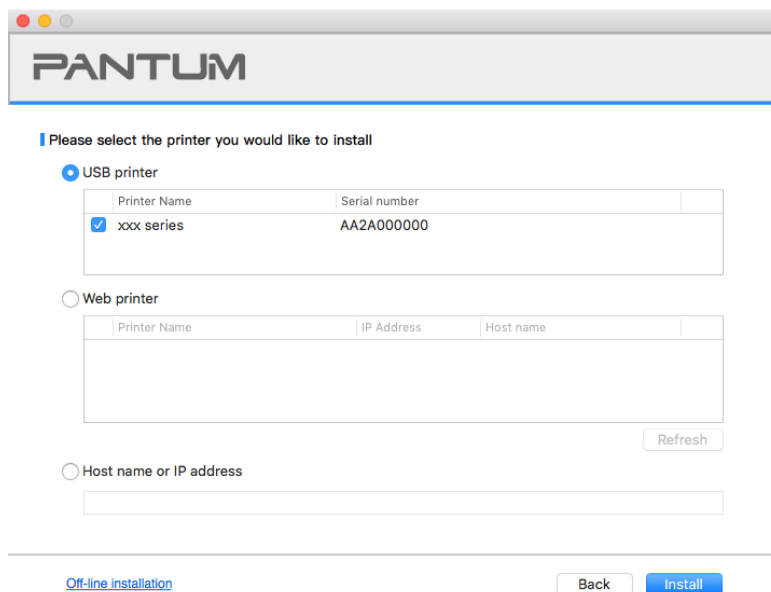 PANTUM
Please select the printer you would like to install
USB printer
Printer Name Serial number
xxx series AA2A000000
Web printer
Printer Name IP Address Host name
Refresh
Host name or IP address
Off-line installation Back Install